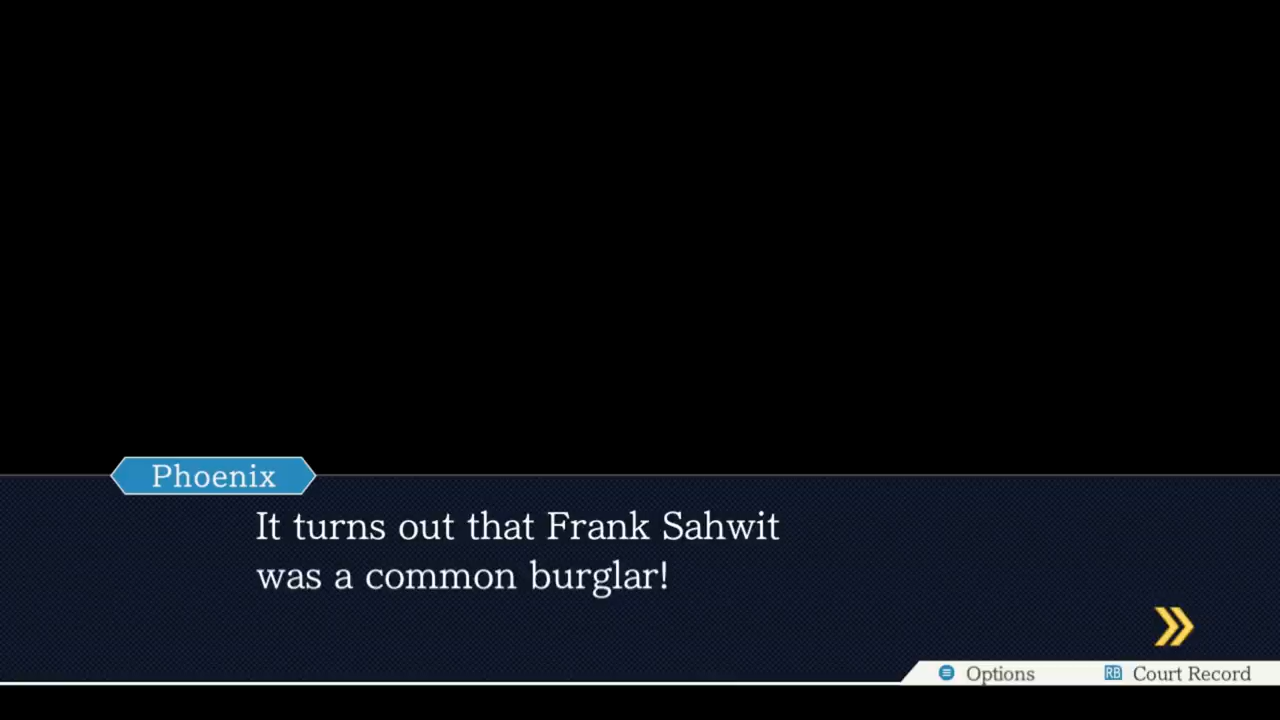 Phoenix
It turns out that Frank Sahwit
was a common burglar!
Options
RB Court Record